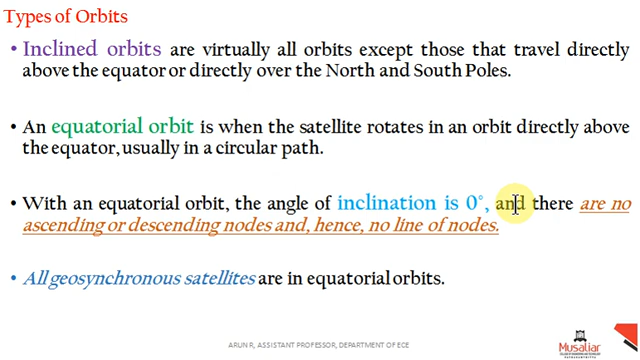 Types of Orbits
• Inclined orbits are virtually all orbits except those that travel directly
above the equator or directly over the North and South Poles.
• An equatorial orbit is when the satellite rotates in an orbit directly above
the equator, usually in a circular path.
• With an equatorial orbit, the angle of inclination is 0°, and there are no
ascending or descending nodes and, hence, no line of nodes.
• All geosynchronous satellites are in equatorial orbits.
ARUN R, ASSISTANT PROFESSOR, DEPARTMENT OF ECE
Musaliar